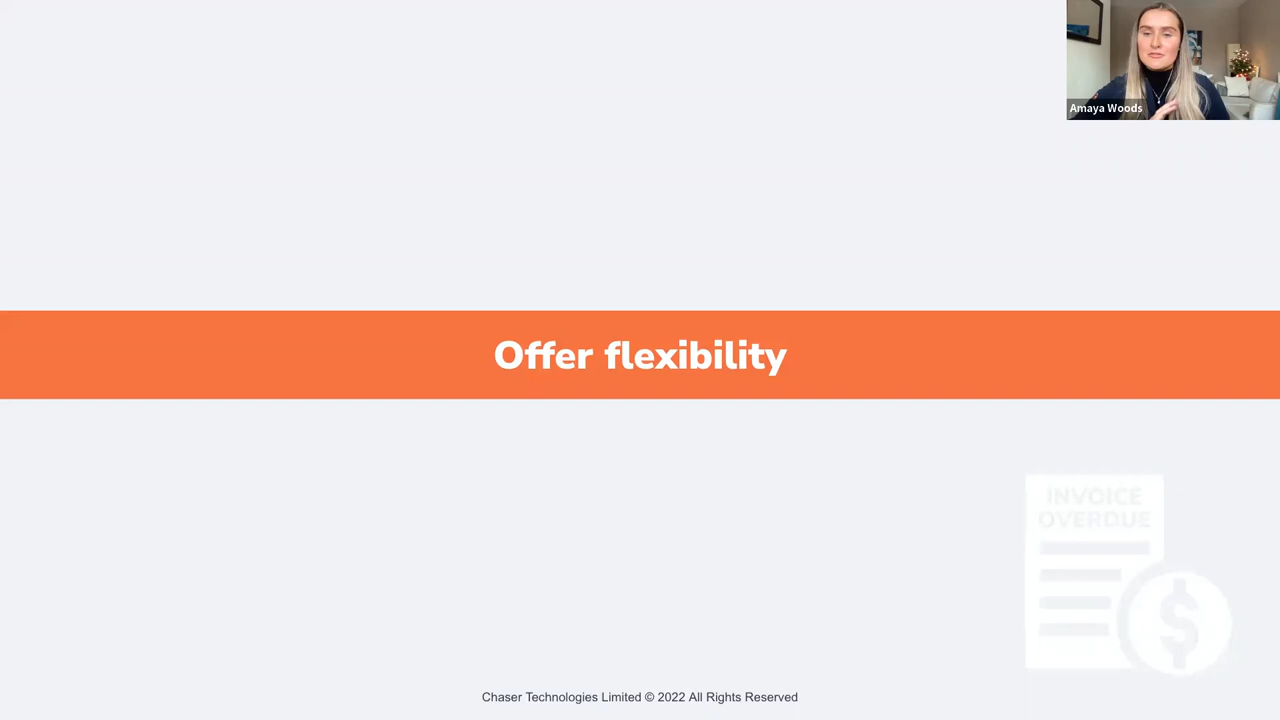 Amaya Woods
Offer flexibility
INVOICE
OVERDUE
Chaser Technologies Limited © 2022 All Rights Reserved